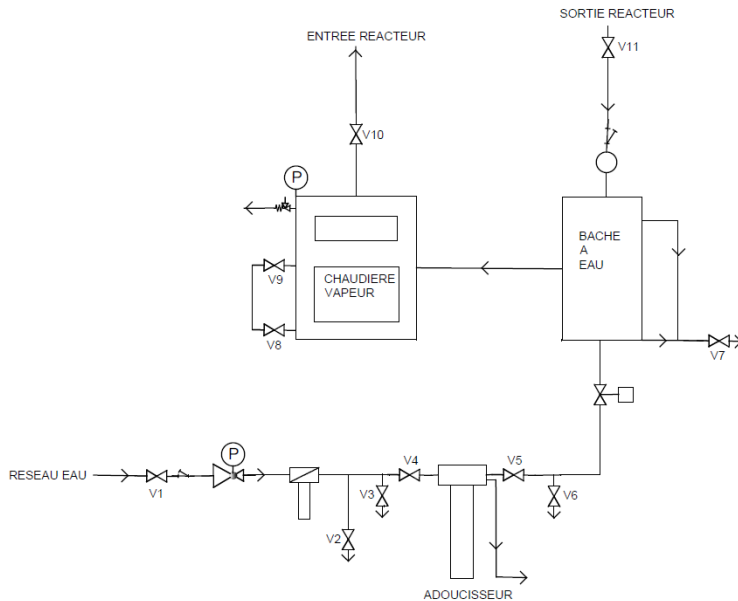 SORTIE REACTEUR
ENTREE REACTEUR
V11
V10
P
BACHE
A
EAU
V9
CHAUDIERE
VAPEUR
V8
V7
P
RESEAU EAU
V4
V5
V1
V3
V6
V2
ADOUCISSEUR